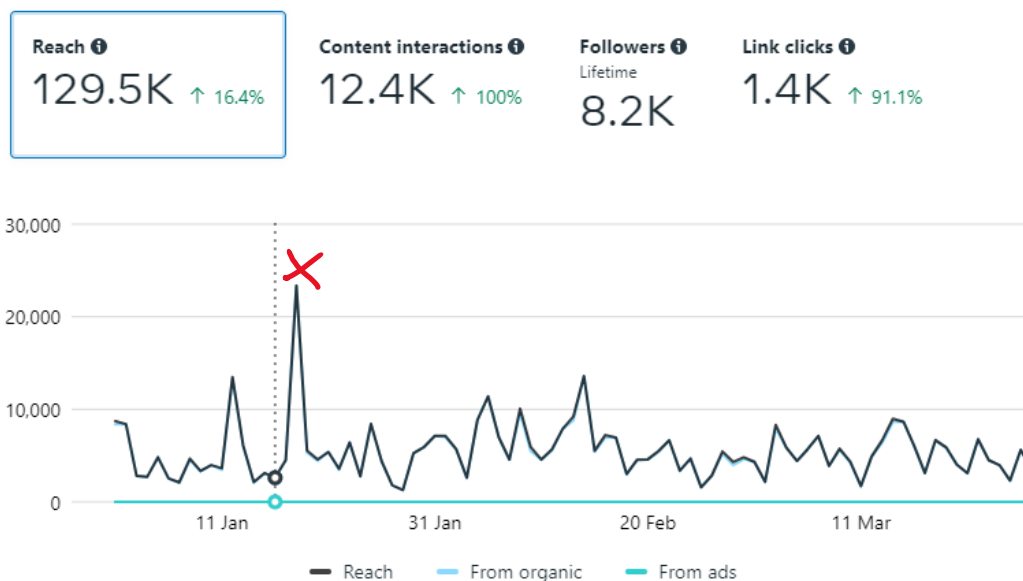 Reach
129.5K ↑ 16.4%
Content interactions
12.4K ↑ 100%
Followers
Lifetime
8.2K
Link clicks
1.4K ↑ 91.1%
30,000
20,000
10,000
0
11 Jan 31 Jan 20 Feb 11 Mar
Reach From organic From ads